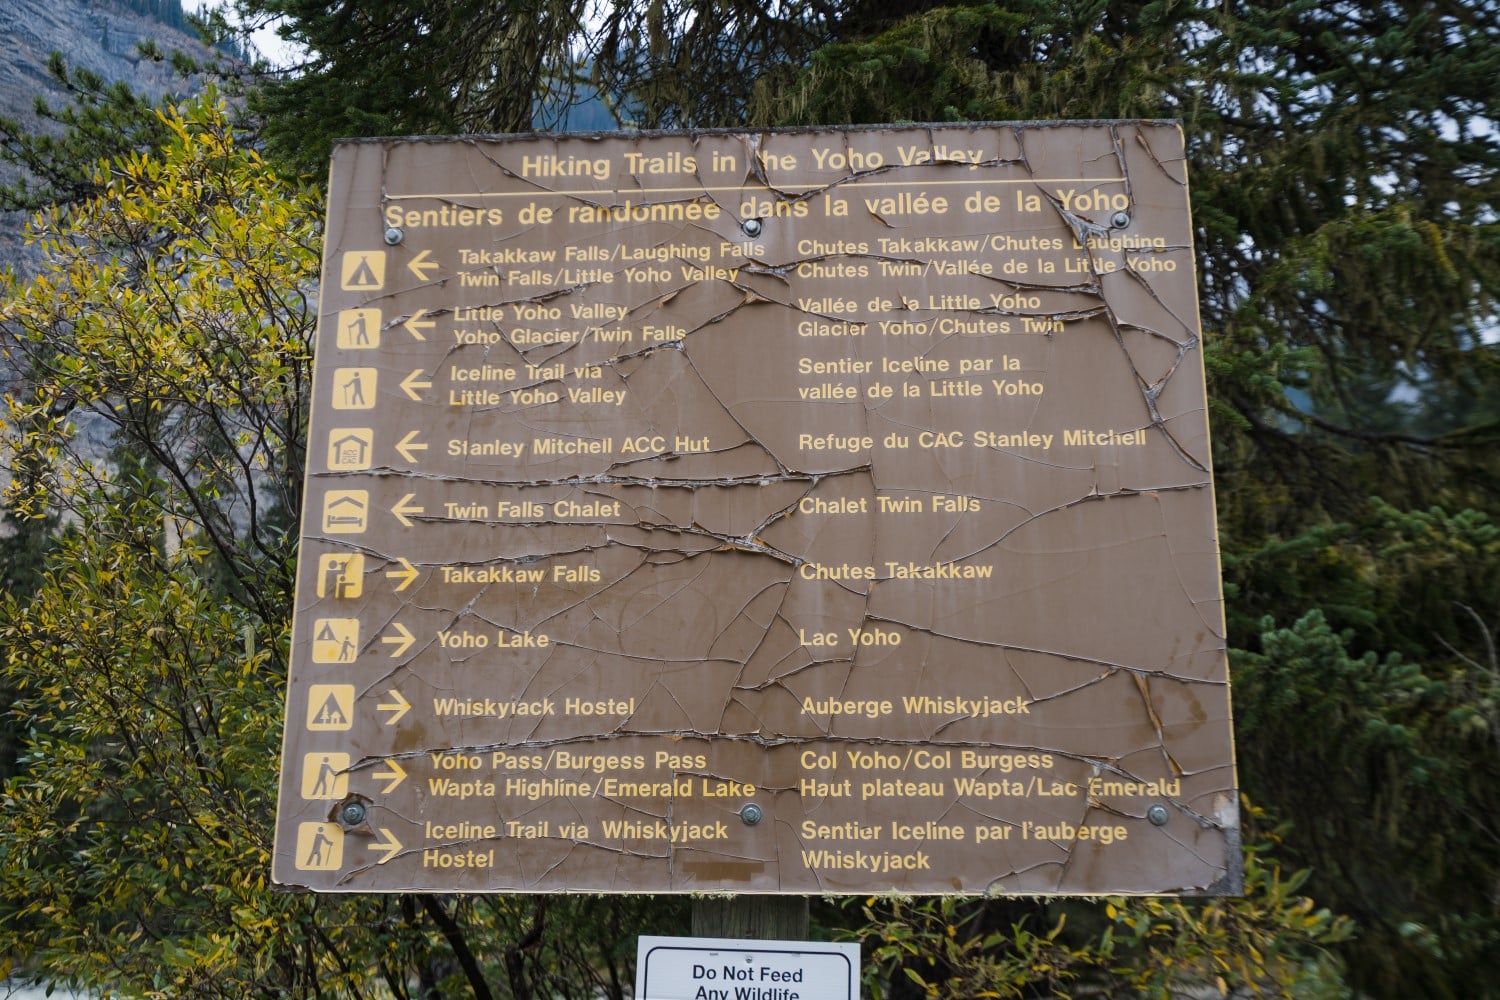 Hiking Trails in the Yoho Valley
Sentiers de randonnée dans la vallée de la Yoho
Takakkaw Falls/Laughing Falls
Twin Falls/Little Yoho Valley
Chutes Takakkaw/Chutes Laughing
Chutes Twin/Vallée de la Little Yoho
Little Yoho Valley
Yoho Glacier/Twin Falls
Vallée de la Little Yoho
Glacier Yoho/Chutes Twin
Iceline Trail via
Little Yoho Valley
Sentier Iceline par la
vallée de la Little Yoho
ACC
CAC
Stanley Mitchell ACC Hut
Refuge du CAC Stanley Mitchell
Twin Falls Chalet
Chalet Twin Falls
Takakkaw Falls
Chutes Takakkaw
Yoho Lake
Lac Yoho
Whiskyjack Hostel
Auberge Whiskyjack
Yoho Pass/Burgess Pass
Wapta Highline/Emerald Lake
Col Yoho/Col Burgess
Haut plateau Wapta/Lac Emerald
Iceline Trail via Whiskyjack
Hostel
Sentier Iceline par l'auberge
Whiskyjack
Do Not Feed
Any Wildlife